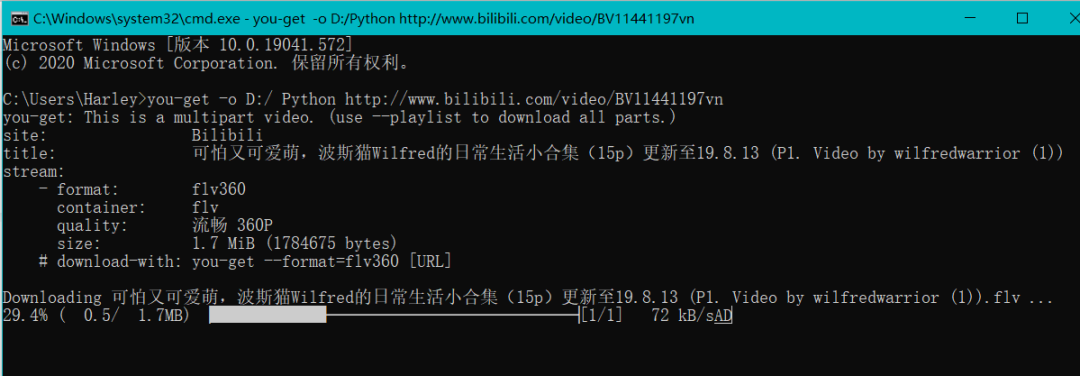 C:\Windows\system32\cmd.exe - you-get  -o D:/Python http://www.bilibili.com/video/BV11441197vn
Microsoft Windows [版本 10.0.19041.572]
(c) 2020 Microsoft Corporation. 保留所有权利。
C:\Users\Harley>you-get -o D:/ Python http://www.bilibili.com/video/BV11441197vn
you-get: This is a multipart video. (use --playlist to download all parts.)
site:                Bilibili
title:               可怕又可爱萌，波斯猫Wilfred的日常生活小合集（15p）更新至19.8.13 (P1. Video by wilfredwarrior (1))
stream:
    - format:        flv360
      container:     flv
      quality:       流畅 360P
      size:          1.7 MiB (1784675 bytes)
    # download-with: you-get --format=flv360 [URL]
Downloading 可怕又可爱萌，波斯猫Wilfred的日常生活小合集（15p）更新至19.8.13 (P1. Video by wilfredwarrior (1)).flv ...
29.4% (  0.5/  1.7MB) [1/1]   72 kB/sAD